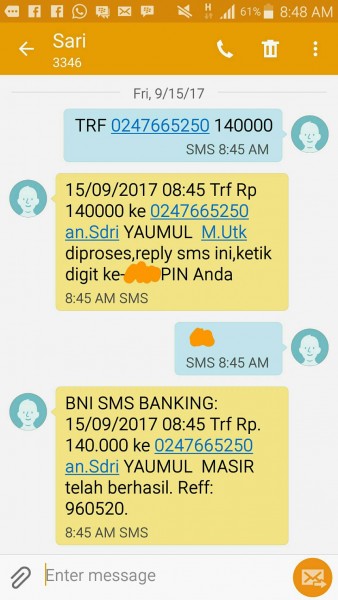 61% 8:48 AM
Sari
3346
Fri, 9/15/17
TRF 0247665250 140000
SMS 8:45 AM
15/09/2017 08:45 Trf Rp
140000 ke 0247665250
an.Sdri YAUMUL M.Utk
diproses,reply sms ini,ketik
digit ke- PIN Anda
8:45 AM SMS
SMS 8:45 AM
BNI SMS BANKING:
15/09/2017 08:45 Trf Rp.
140.000 ke 0247665250
an.Sdri YAUMUL MASIR
telah berhasil. Reff:
960520.
8:45 AM SMS
Enter message